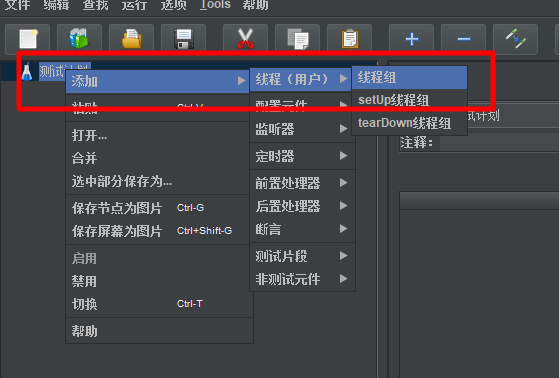 文件 编辑 查找 运行 选项 Tools 帮助
测试计划
添加
粘贴 Ctrl-V
打开...
合并
选中部分保存为...
保存节点为图片 Ctrl-G
保存屏幕为图片 Ctrl+Shift-G
启用
禁用
切换 Ctrl-T
帮助
线程（用户）
配置元件
监听器
定时器
前置处理器
后置处理器
断言
测试片段
非测试元件
线程组
setUp线程组
tearDown线程组
试计划
注释：